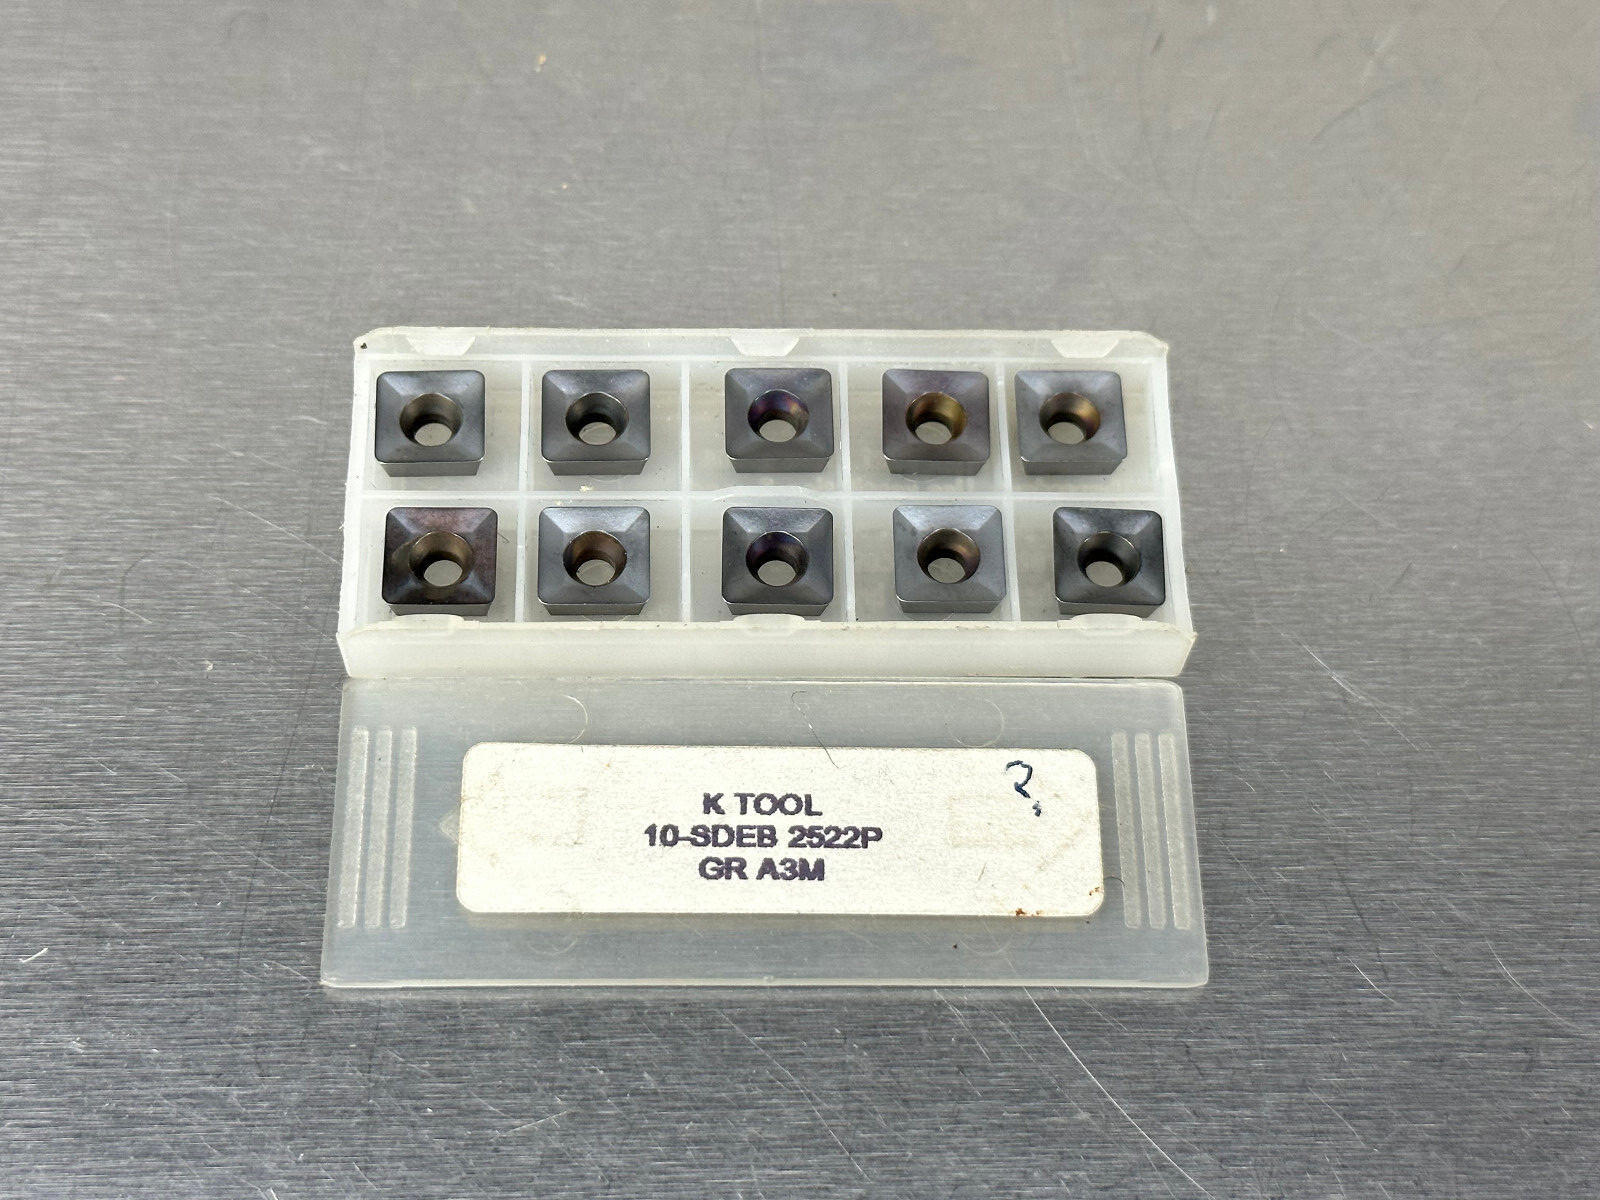 K TOOL
10-SDEB 2522P
GR A3M